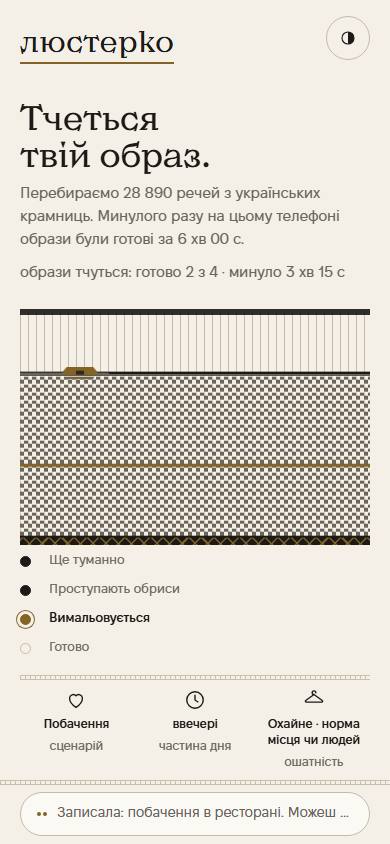 люстерко
Тчеться
твій образ.
Перебираємо 28 890 речей з українських
крамниць. Минулого разу на цьому телефоні
образи були готові за 6 хв 00 с.
образи тчуться: готово 2 з 4 · минуло 3 хв 15 с
Ще туманно
Проступають обриси
Вимальовується
Готово
Побачення
сценарій
ввечері
частина дня
Охайне · норма
місця чи людей
ошатність
Записала: побачення в ресторані. Можеш ...